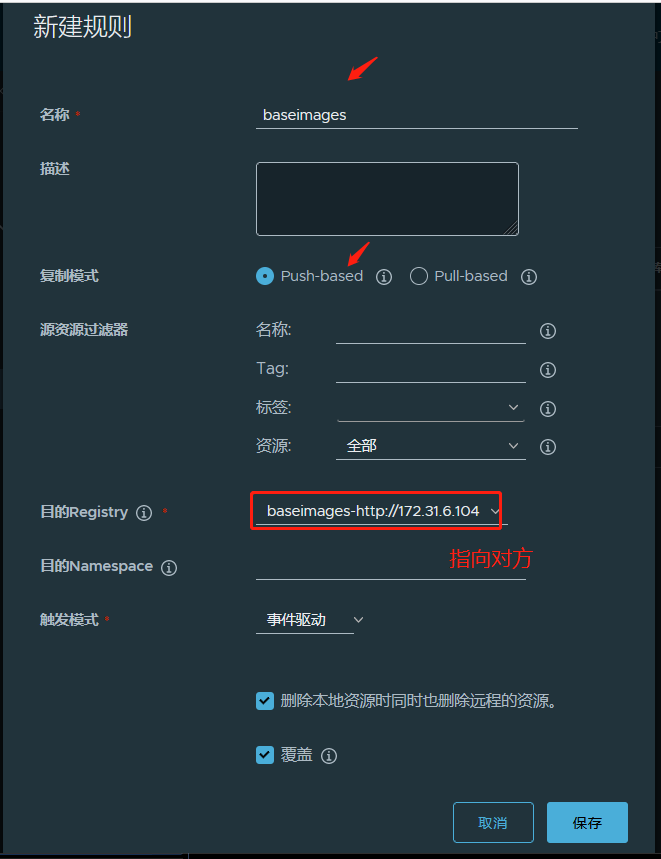 新建规则
名称 *
baseimages
描述
复制模式
Push-based
Pull-based
源资源过滤器
名称:
Tag:
标签:
资源:
全部
目的Registry
*
baseimages-http://172.31.6.104
目的Namespace
指向对方
触发模式 *
事件驱动
删除本地资源时同时也删除远程的资源。
覆盖
取消
保存